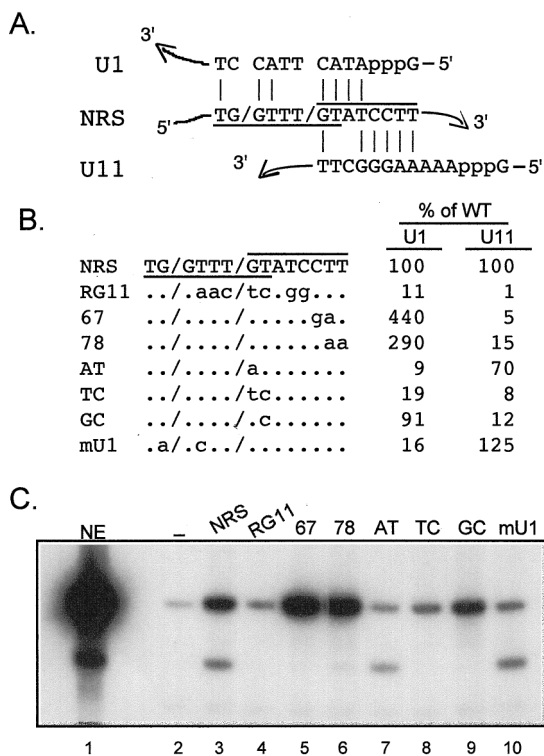 A.
3'
U1 TC CATT CATApppG–5'
NRS 5' TG/GTTT/GTATCCTT 3'
U11 3' TTCGGGAAAAApppG–5'
B.
% of WT
U1 U11
NRS TG/GTTT/GTATCCTT 100 100
RG11 ../.aac/tc.gg... 11 1
67 ../..../.....ga. 440 5
78 ../..../......aa 290 15
AT ../..../a....... 9 70
TC ../..../tc...... 19 8
GC ../..../.c...... 91 12
mU1 .a/.c../........ 16 125
C.
NE – NRS RG11 67 78 AT TC GC mU1
1 2 3 4 5 6 7 8 9 10